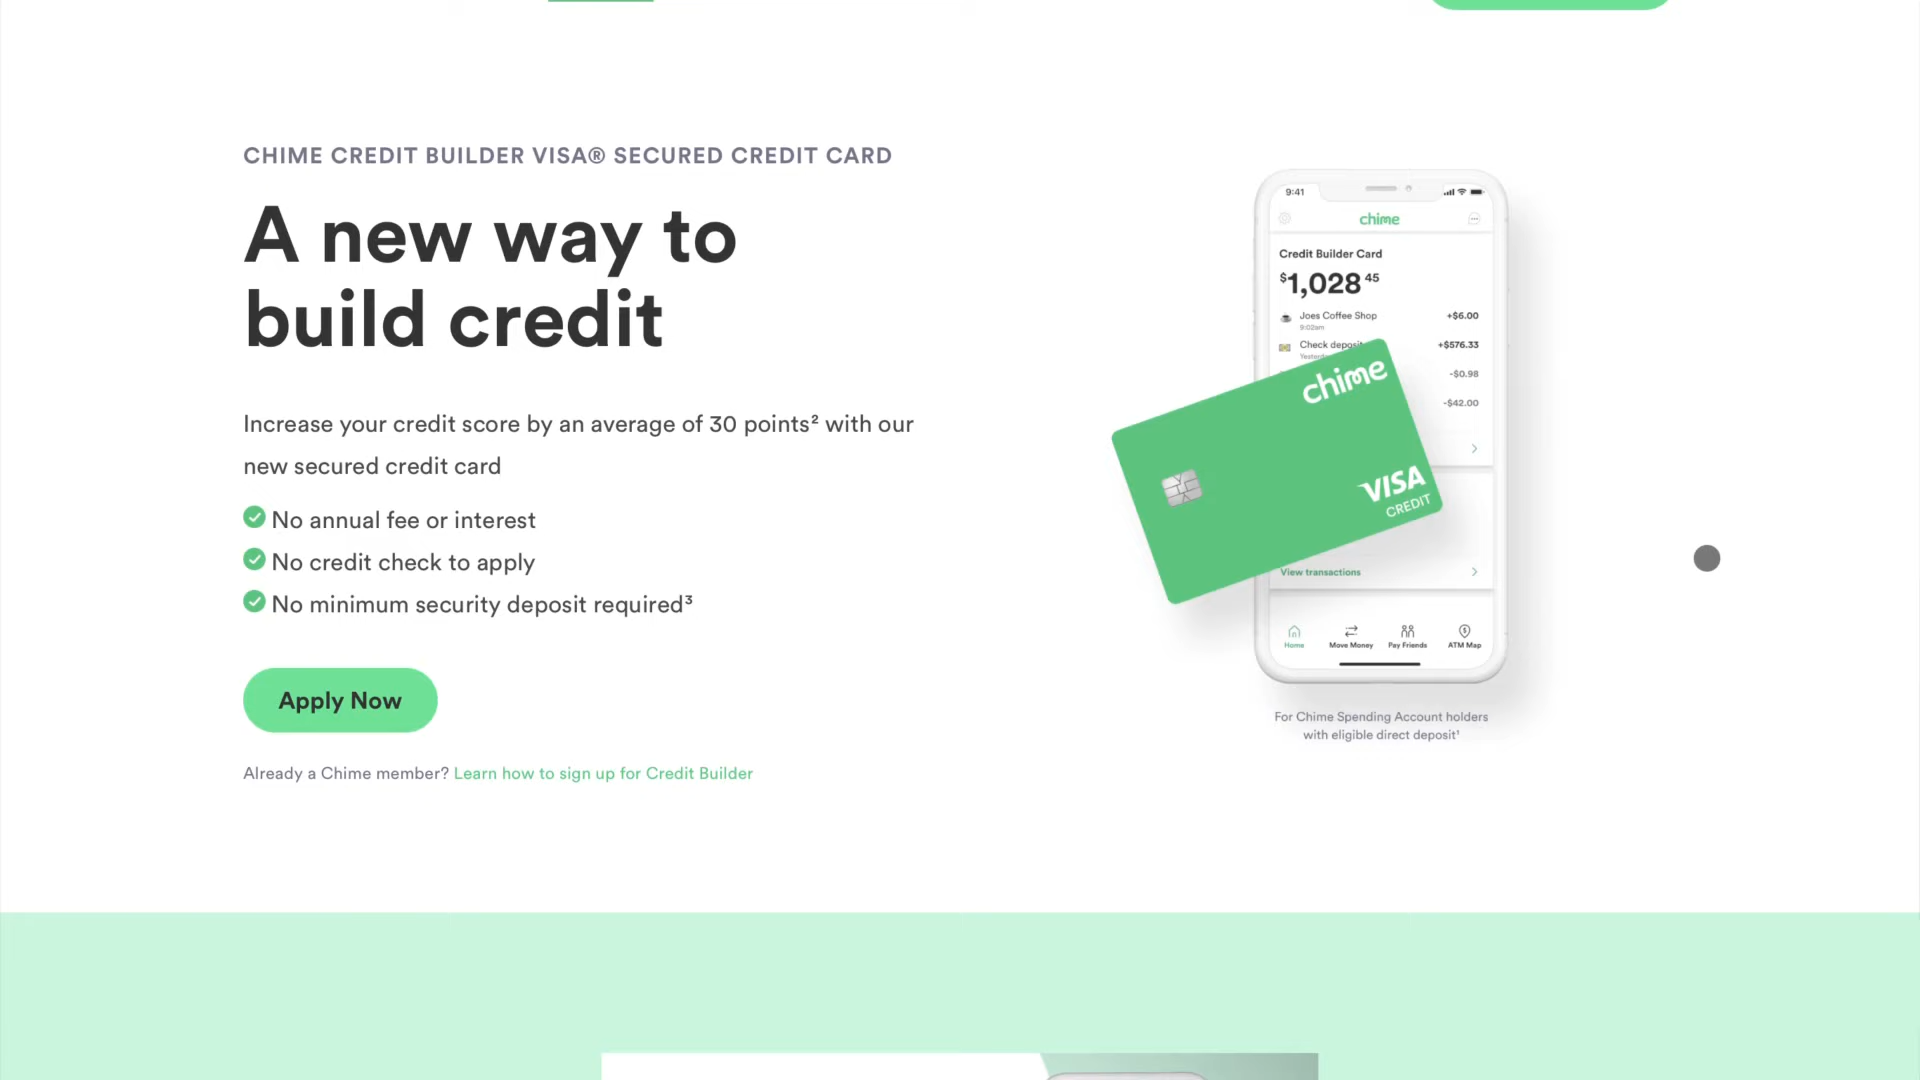 CHIME CREDIT BUILDER VISA® SECURED CREDIT CARD
A new way to
build credit
Increase your credit score by an average of 30 points² with our
new secured credit card
No annual fee or interest
No credit check to apply
No minimum security deposit required³
Apply Now
Already a Chime member? Learn how to sign up for Credit Builder
9:41
chime
Credit Builder Card
$1,028 45
Joes Coffee Shop +$6.00
9:02am
Check deposit +$576.33
-$0.98
-$42.00
chime
VISA
CREDIT
View transactions
Home Move Money Pay Friends ATM Map
For Chime Spending Account holders
with eligible direct deposit¹